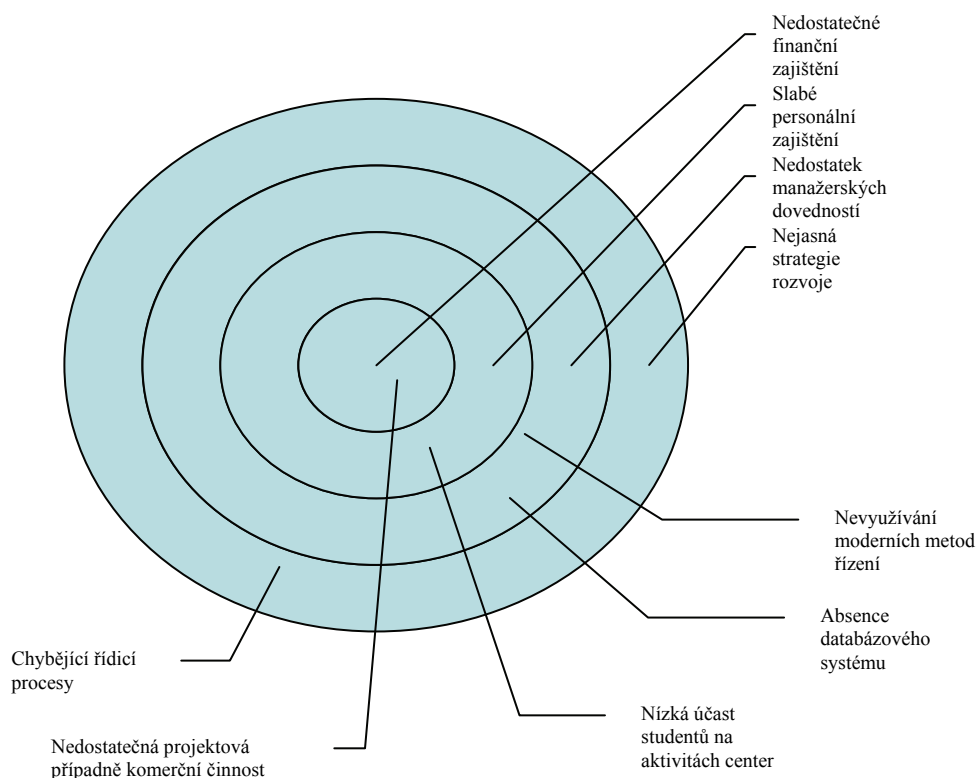 Nedostatečné
finanční
zajištění
Slabé
personální
zajištění
Nedostatek
manažerských
dovedností
Nejasná
strategie
rozvoje
Nevyužívání
moderních metod
řízení
Absence
databázového
systému
Nízká účast
studentů na
aktivitách center
Chybějící řídicí
procesy
Nedostatečná projektová
případně komerční činnost